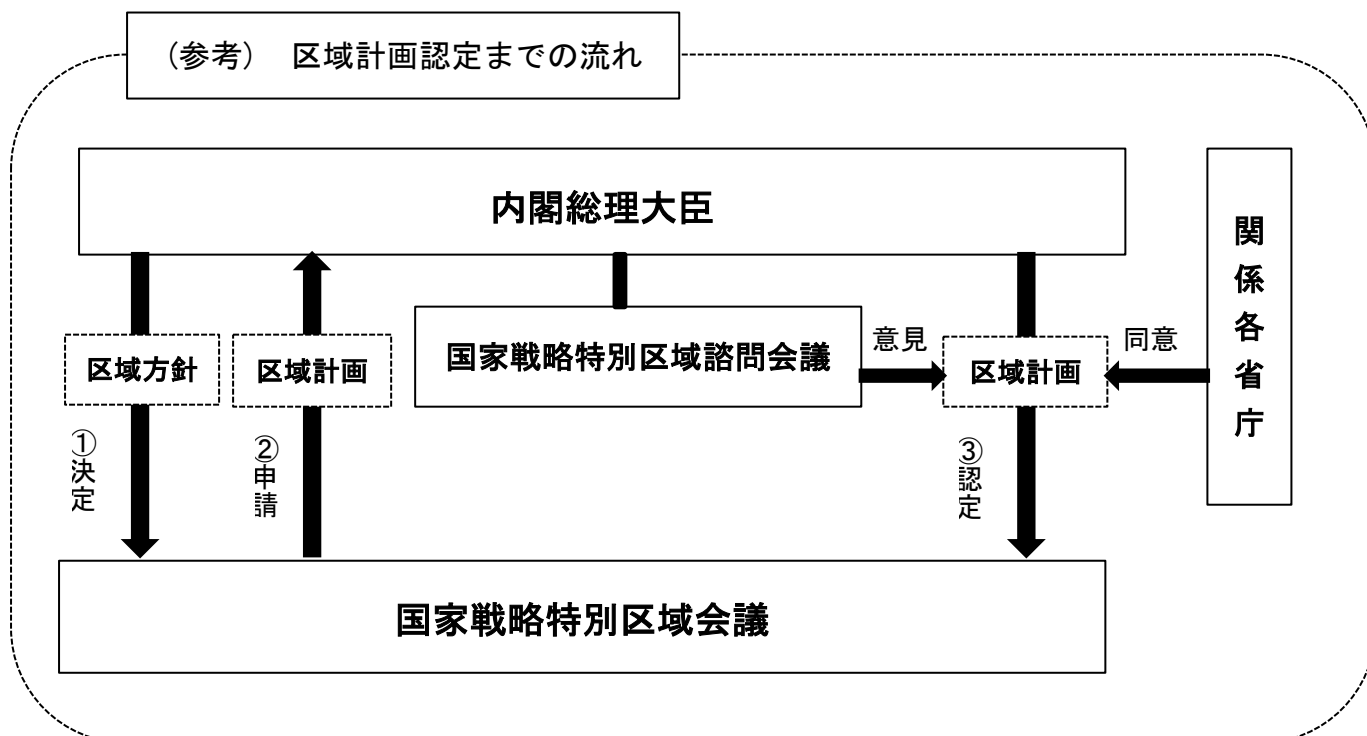 (参考) 区域計画認定までの流れ
内閣総理大臣
関係各省庁
区域方針
区域計画
国家戦略特別区域諮問会議
意見
区域計画
同意
①決定
②申請
③認定
国家戦略特別区域会議